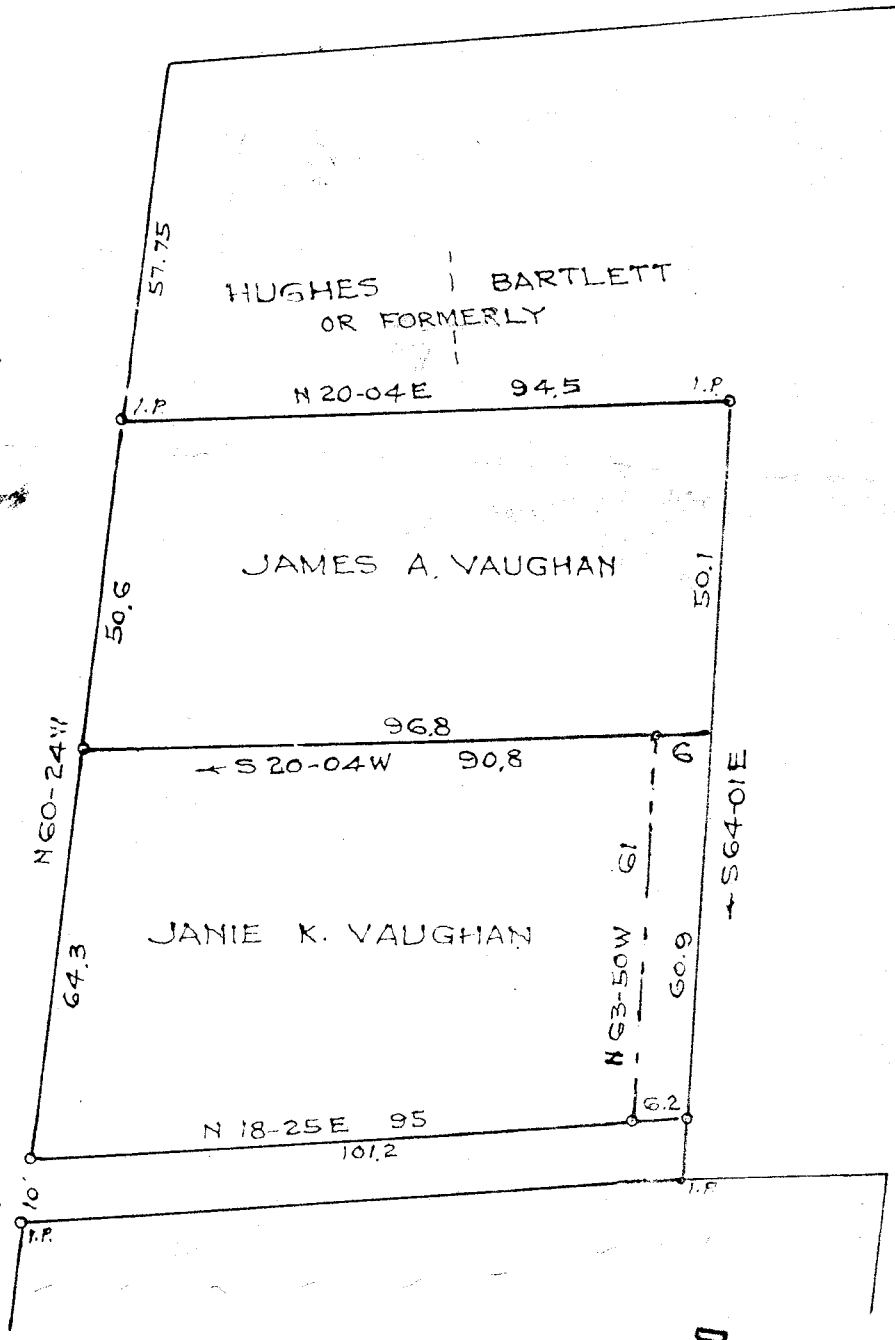 57.75
HUGHES BARTLETT
OR FORMERLY
I.P. N 20-04E 94.5 I.P.
JAMES A. VAUGHAN
50.6
50.1
96.8
← S 20-04W 90.8 6
N 60-24W
← S 64-01E
61
JANIE K. VAUGHAN
N 63-50W
60.9
64.3
N 18-25E 95 6.2
101.2
10'
I.P.
I.P.